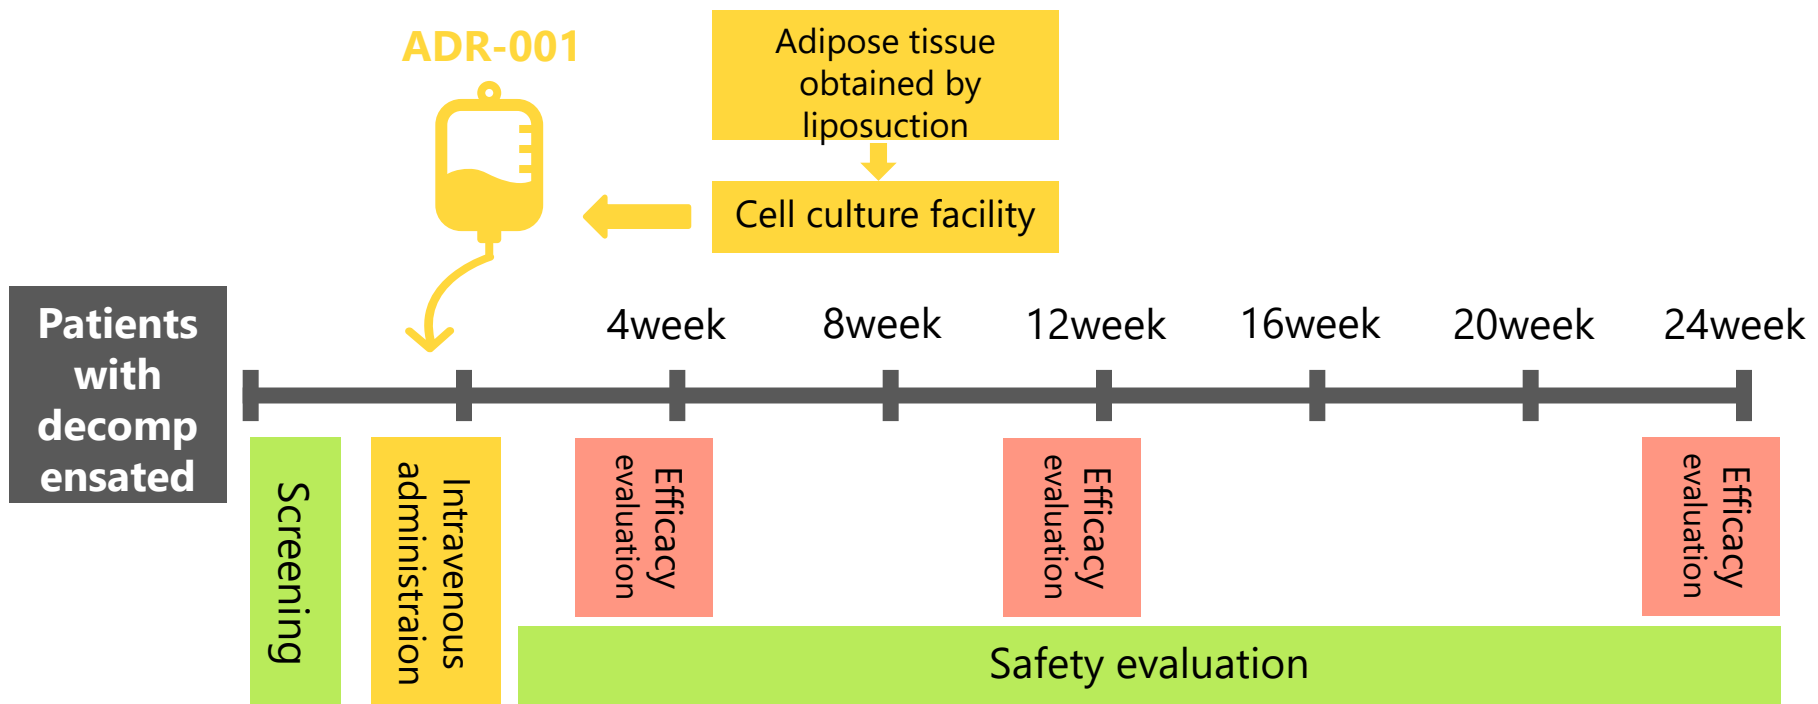 ADR-001
Adipose tissue
obtained by
liposuction
Cell culture facility
Patients
with
decomp
ensated
4week
8week
12week
16week
20week
24week
Screening
Intravenous
administraion
Efficacy
evaluation
Efficacy
evaluation
Efficacy
evaluation
Safety evaluation